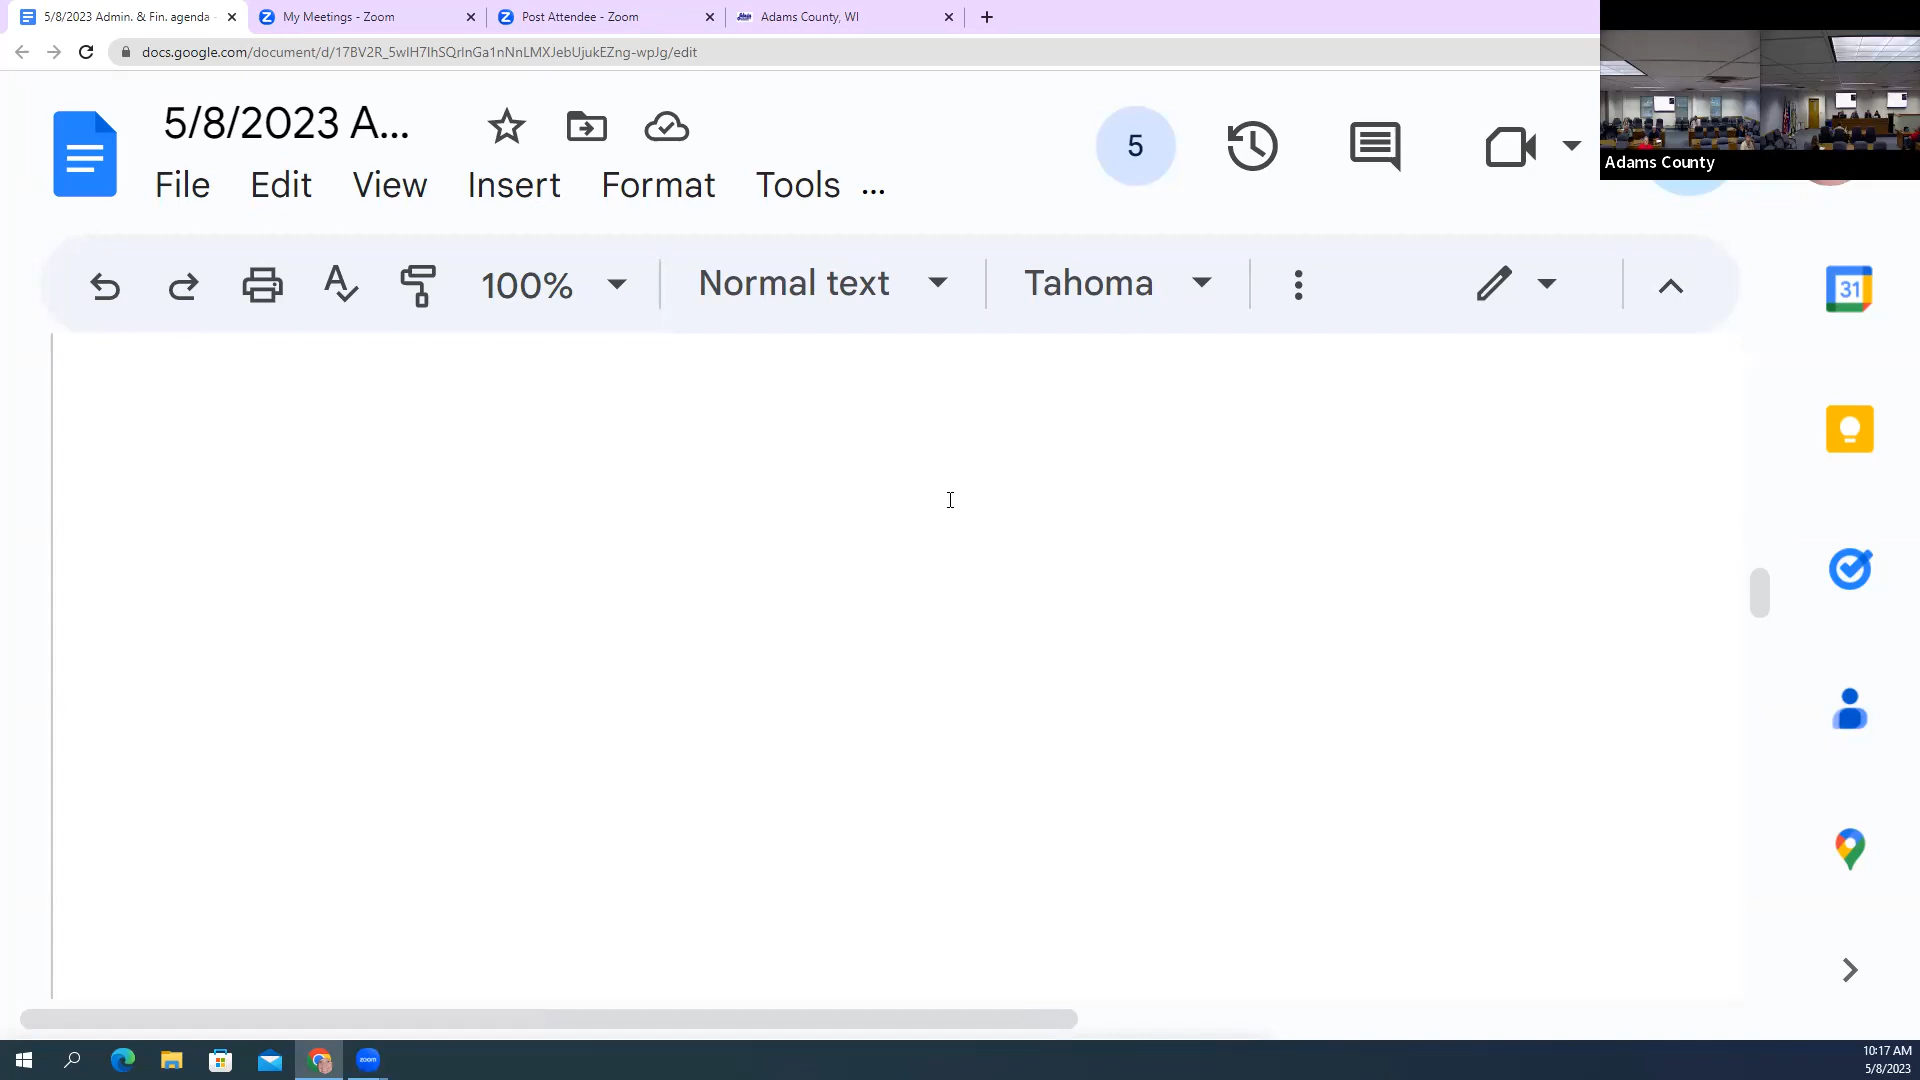 5/8/2023 Admin. & Fin. agenda -
My Meetings - Zoom
Post Attendee - Zoom
Adams County, WI
docs.google.com/document/d/17BV2R_5wIH7IhSQrInGa1nNnLMXJebUjukEZng-wpJg/edit
5/8/2023 A...
5
Adams County
File Edit View Insert Format Tools ...
100% Normal text Tahoma
31
zoom
10:17 AM
5/8/2023